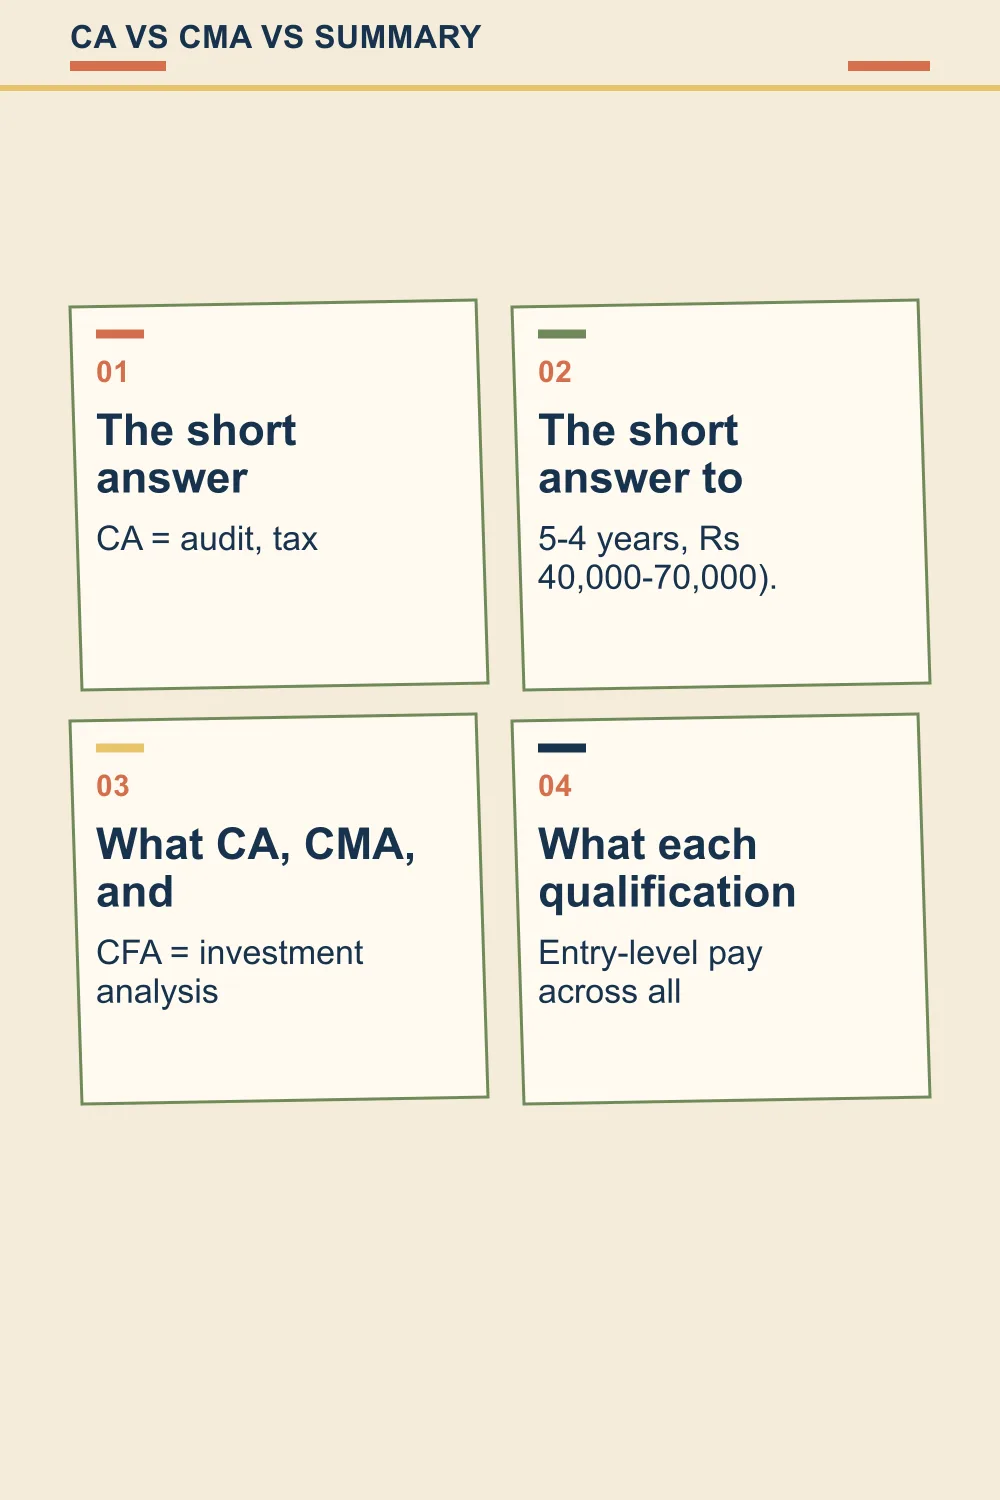 CA VS CMA VS SUMMARY
01
The short
answer
CA = audit, tax
02
The short
answer to
5-4 years, Rs
40,000-70,000).
03
What CA, CMA,
and
CFA = investment
analysis
04
What each
qualification
Entry-level pay
across all